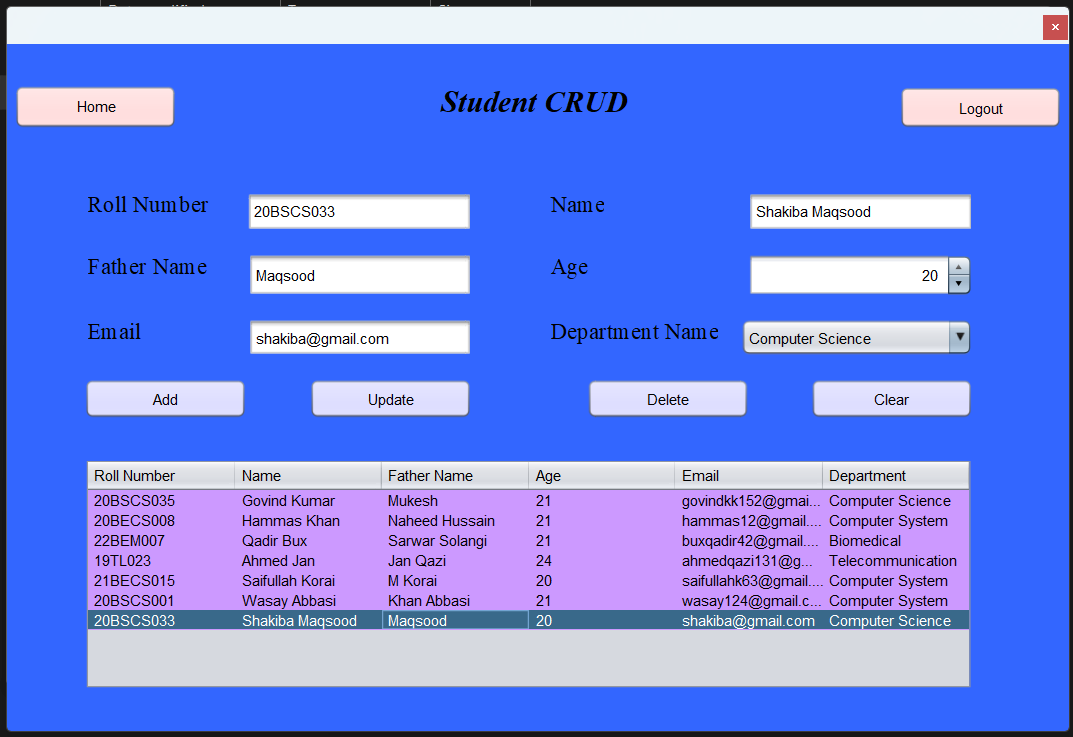 Student CRUD
Home
Logout
Roll Number 20BSCS033 Name Shakiba Maqsood
Father Name Maqsood Age 20
Email shakiba@gmail.com Department Name Computer Science
Add Update Delete Clear
Roll Number Name Father Name Age Email Department
20BSCS035 Govind Kumar Mukesh 21 govindkk152@gmai... Computer Science
20BECS008 Hammas Khan Naheed Hussain 21 hammas12@gmail.... Computer System
22BEM007 Qadir Bux Sarwar Solangi 21 buxqadir42@gmail.... Biomedical
19TL023 Ahmed Jan Jan Qazi 24 ahmedqazi131@g... Telecommunication
21BECS015 Saifullah Korai M Korai 20 saifullahk63@gmail.... Computer System
20BSCS001 Wasay Abbasi Khan Abbasi 21 wasay124@gmail.c... Computer System
20BSCS033 Shakiba Maqsood Maqsood 20 shakiba@gmail.com Computer Science